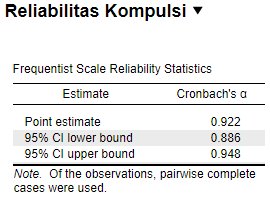 Reliabilitas Kompulsi ▼
Frequentist Scale Reliability Statistics
Estimate Cronbach's α
Point estimate 0.922
95% CI lower bound 0.886
95% CI upper bound 0.948
Note. Of the observations, pairwise complete
cases were used.